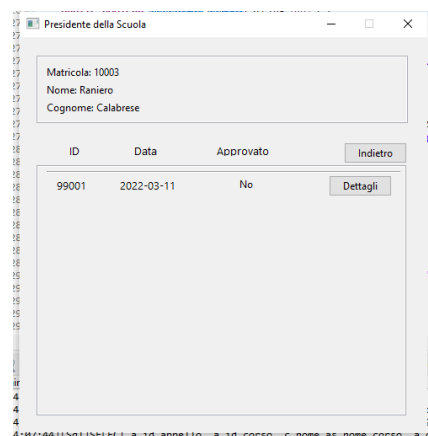 Presidente della Scuola
Matricola: 10003
Nome: Raniero
Cognome: Calabrese
ID Data Approvato Indietro
99001 2022-03-11 No Dettagli